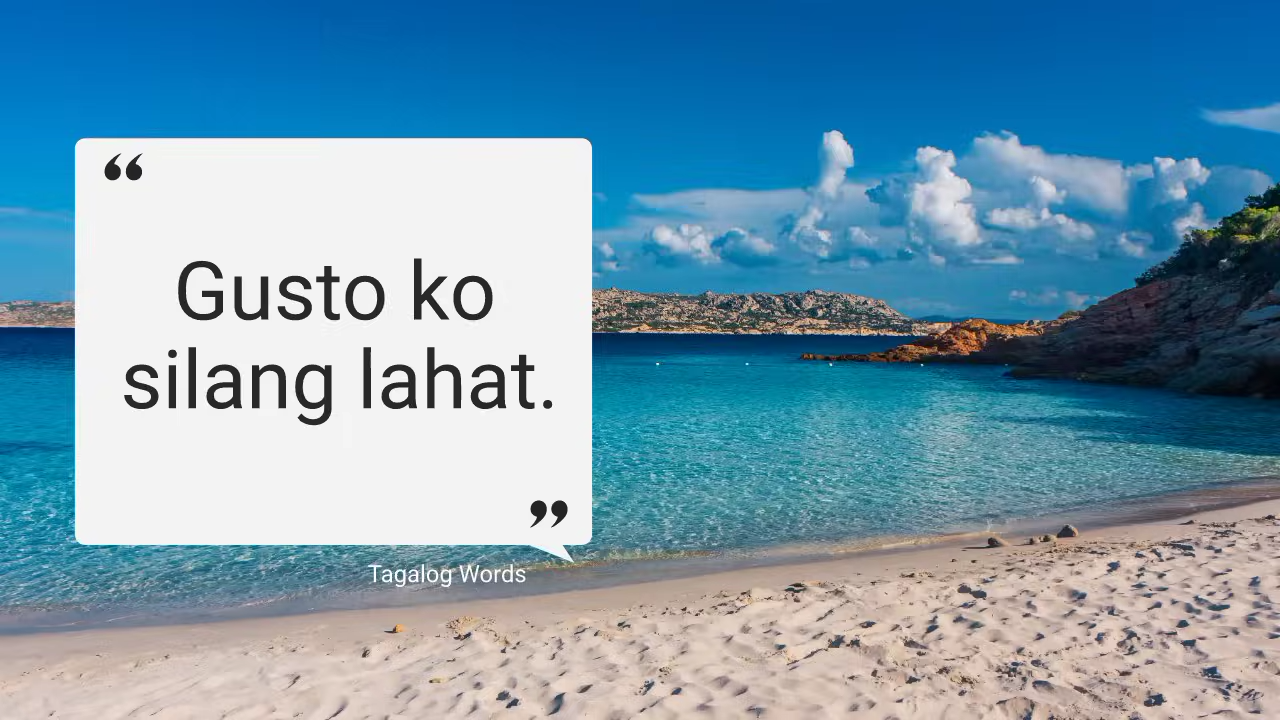 “
Gusto ko
silang lahat.
”
Tagalog Words